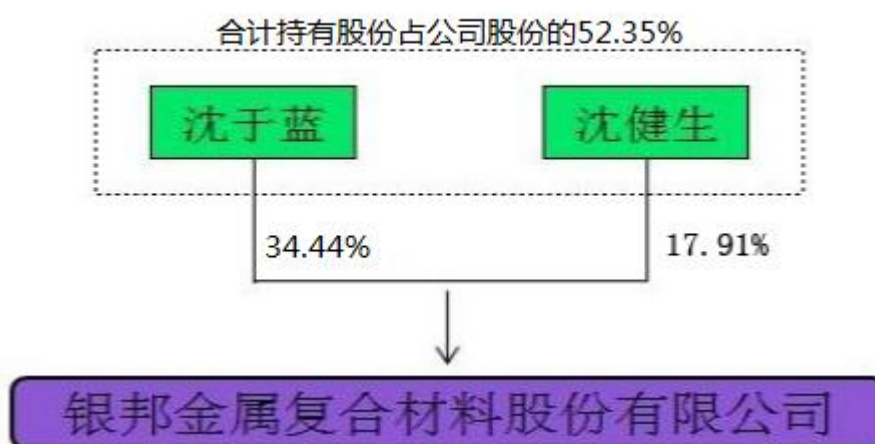 合计持有股份占公司股份的52.35%
沈于蓝
沈健生
34.44%
17.91%
银邦金属复合材料股份有限公司